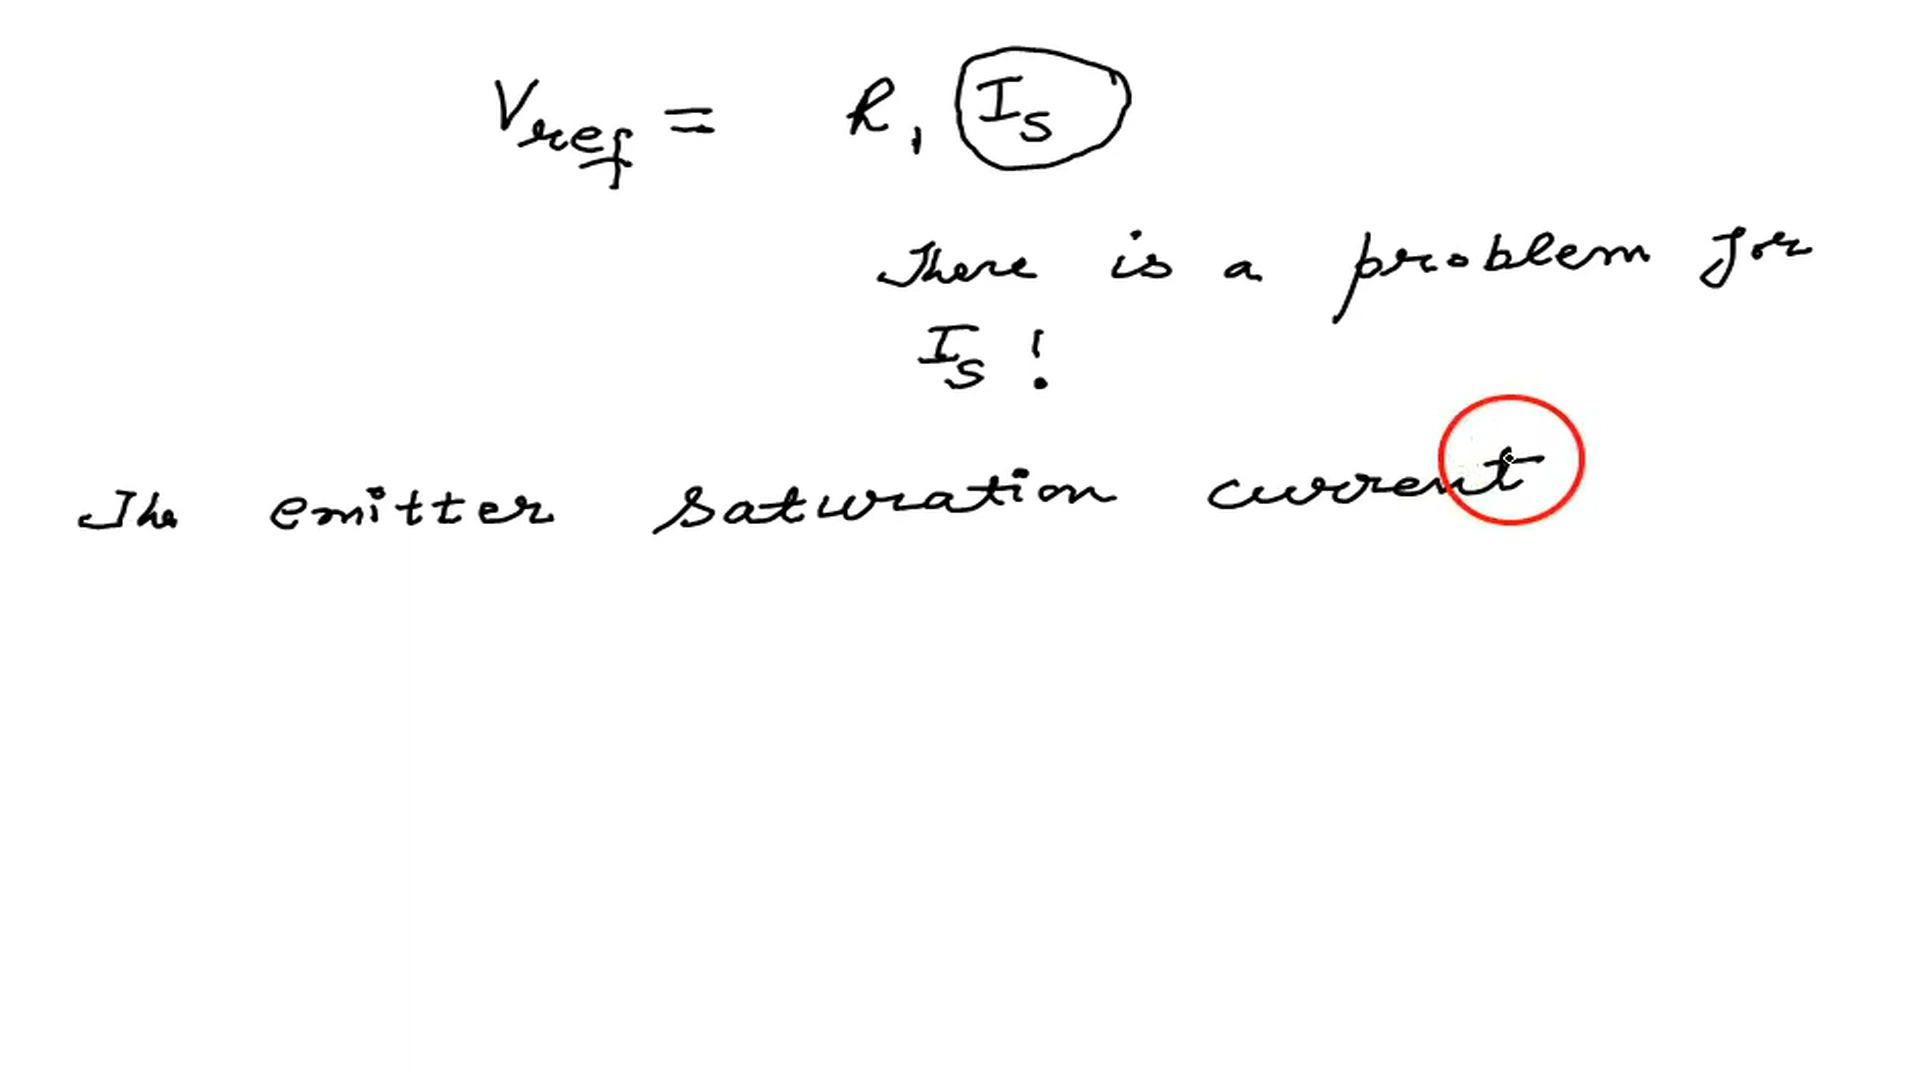 Vref = R1 Is
There is a problem for
Is !
The emitter saturation current